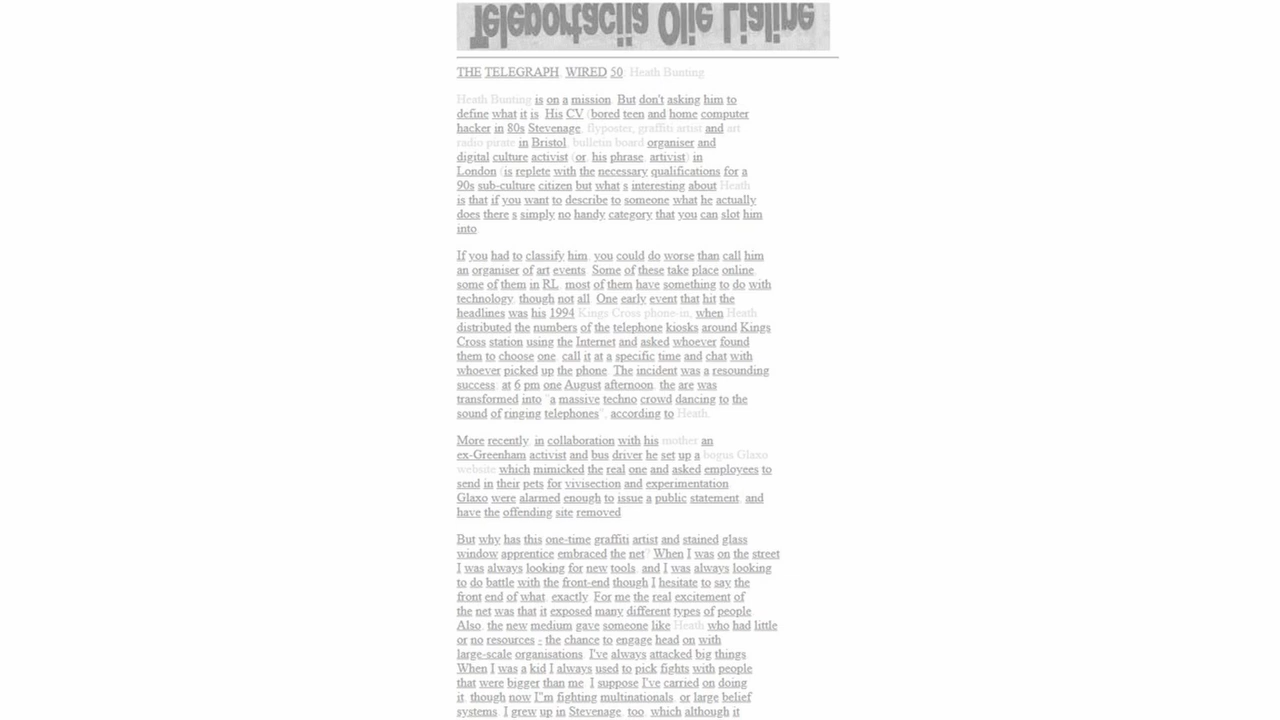 Teleportacija Olie Lialine
THE TELEGRAPH, WIRED 50: Heath Bunting
Heath Bunting is on a mission. But don't asking him to
define what it is. His CV (bored teen and home computer
hacker in 80s Stevenage, flyposter, graffiti artist and art
radio pirate in Bristol, bulletin board organiser and
digital culture activist (or, his phrase, artivist) in
London (is replete with the necessary qualifications for a
90s sub-culture citizen but what s interesting about Heath
is that if you want to describe to someone what he actually
does there s simply no handy category that you can slot him
into.
If you had to classify him, you could do worse than call him
an organiser of art events. Some of these take place online,
some of them in RL, most of them have something to do with
technology, though not all. One early event that hit the
headlines was his 1994 Kings Cross phone-in, when Heath
distributed the numbers of the telephone kiosks around Kings
Cross station using the Internet and asked whoever found
them to choose one, call it at a specific time and chat with
whoever picked up the phone. The incident was a resounding
success, at 6 pm one August afternoon, the are was
transformed into "a massive techno crowd dancing to the
sound of ringing telephones", according to Heath.
More recently, in collaboration with his mother an
ex-Greenham activist and bus driver he set up a bogus Glaxo
website which mimicked the real one and asked employees to
send in their pets for vivisection and experimentation.
Glaxo were alarmed enough to issue a public statement, and
have the offending site removed.
But why has this one-time graffiti artist and stained glass
window apprentice embraced the net? When I was on the street
I was always looking for new tools, and I was always looking
to do battle with the front-end though I hesitate to say the
front end of what, exactly. For me the real excitement of
the net was that it exposed many different types of people.
Also, the new medium gave someone like Heath who had little
or no resources - the chance to engage head on with
large-scale organisations. I've always attacked big things.
When I was a kid I always used to pick fights with people
that were bigger than me. I suppose I've carried on doing
it, though now I"m fighting multinationals, or large belief
systems. I grew up in Stevenage, too, which although it